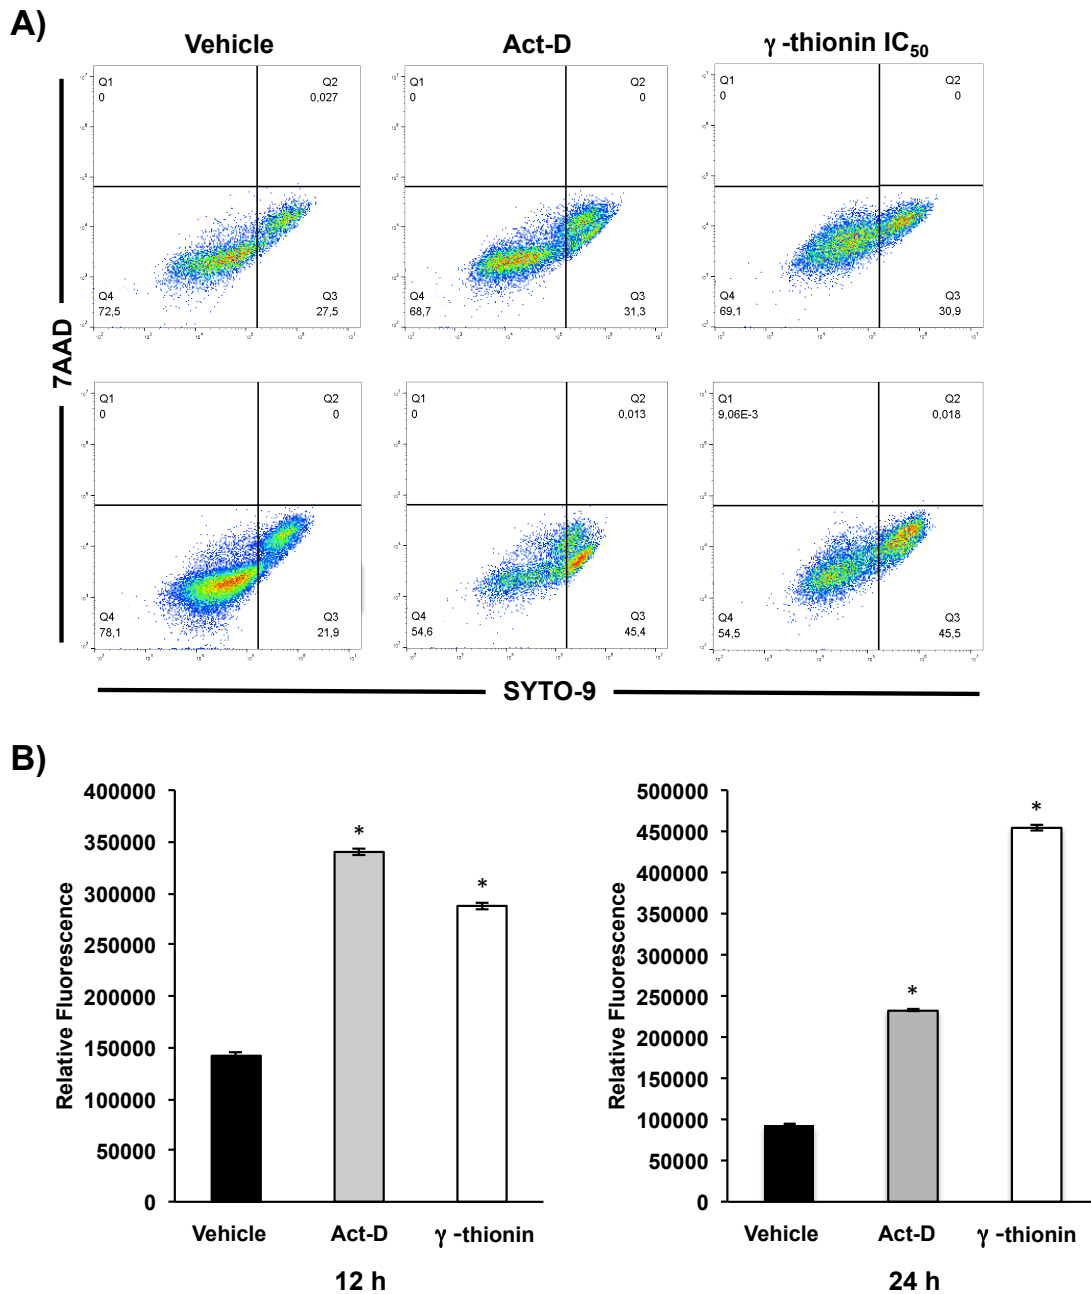 A)
Vehicle Act-D γ -thionin IC50
Q1 Q2 Q1 Q2 Q1 Q2
0 0,027 0 0 0 0
Q4 Q3 Q4 Q3 Q4 Q3
72,5 27,5 68,7 31,3 69,1 30,9
7AAD
Q1 Q2 Q1 Q2 Q1 Q2
0 0 0 0,013 9,06E-3 0,018
Q4 Q3 Q4 Q3 Q4 Q3
78,1 21,9 54,6 45,4 54,5 45,5
SYTO-9
B)
Relative Fluorescence
400000
350000
300000
250000
200000
150000
100000
50000
0
* *
Vehicle Act-D γ -thionin
12 h
Relative Fluorescence
500000
450000
400000
350000
300000
250000
200000
150000
100000
50000
0
* *
Vehicle Act-D γ -thionin
24 h